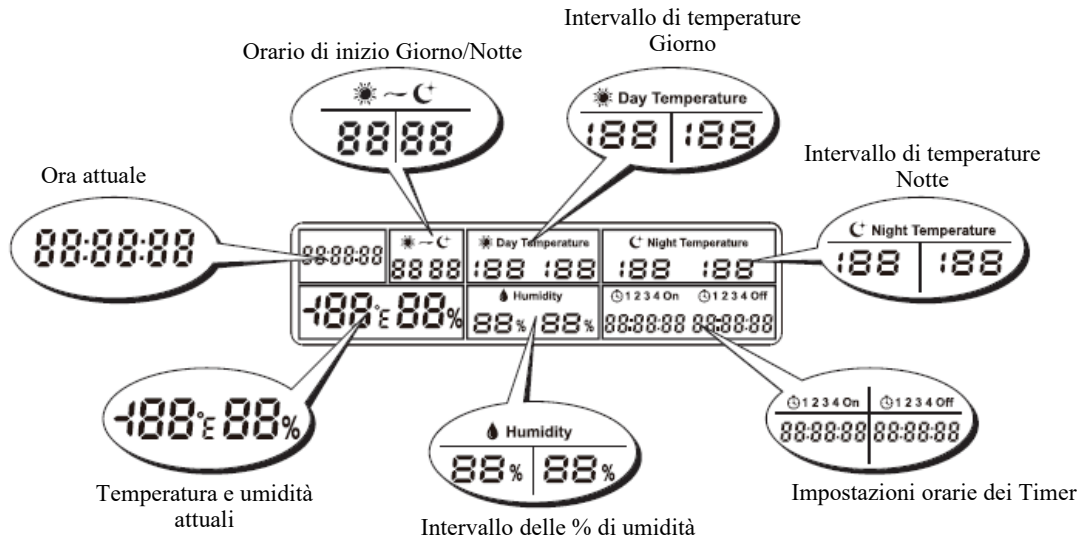 Intervallo di temperature
Giorno
Orario di inizio Giorno/Notte
☀ ~ ☾
88 88
☀ Day Temperature
188 188
Intervallo di temperature
Notte
Ora attuale
88:88:88
☾ Night Temperature
188 188
88:88:88
☀ ~ ☾
88 88
☀ Day Temperature
188 188
☾ Night Temperature
188 188
-188°E 88%
Humidity
88% 88%
1 2 3 4 On 1 2 3 4 Off
88:88:88 88:88:88
-188°E 88%
Humidity
88% 88%
1 2 3 4 On 1 2 3 4 Off
88:88:88 88:88:88
Temperatura e umidità
attuali
Intervallo delle % di umidità
Impostazioni orarie dei Timer